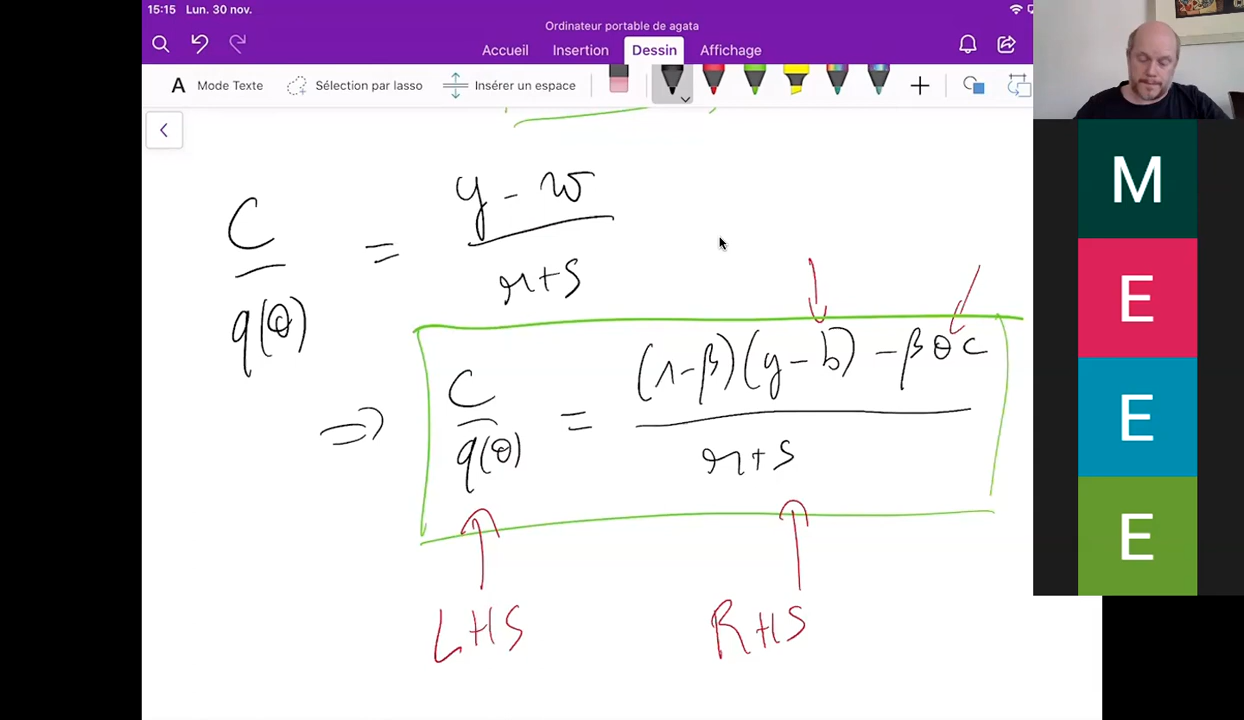 15:15 Lun. 30 nov.
Ordinateur portable de agata
Accueil Insertion Dessin Affichage
A Mode Texte Sélection par lasso Insérer un espace
C/q(θ) = (y - w)/(r+s)
⇒ C/q(θ) = ((1-β)(y-b) - βθc)/(r+s)
LHS RHS
M
E
E
E